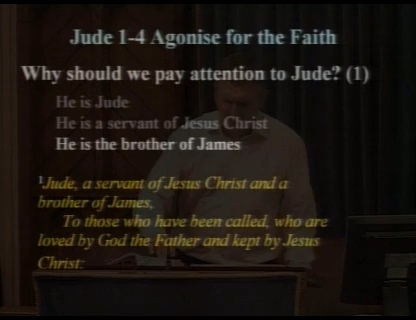 Jude 1-4 Agonise for the Faith
Why should we pay attention to Jude? (1)
He is Jude
He is a servant of Jesus Christ
He is the brother of James
1Jude, a servant of Jesus Christ and a
brother of James,
To those who have been called, who are
loved by God the Father and kept by Jesus
Christ: